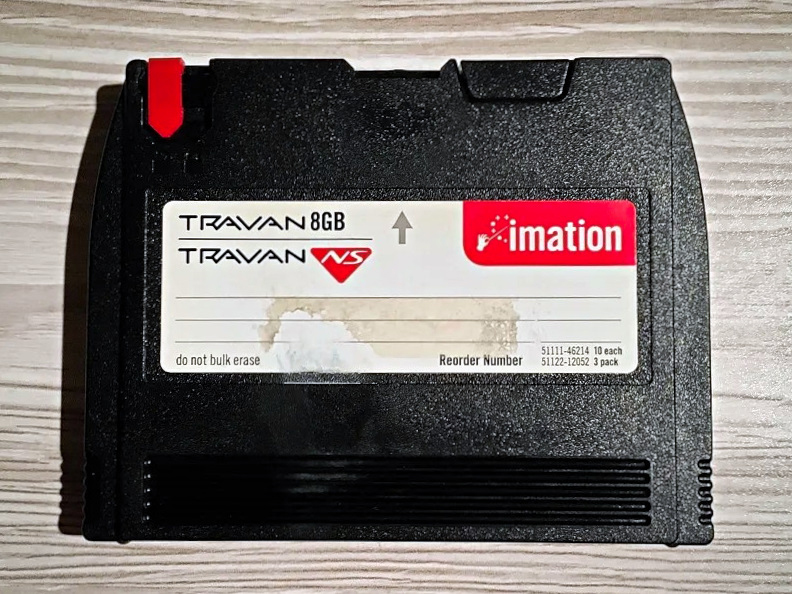 TRAVAN 8GB
TRAVAN NS
imation
do not bulk erase
Reorder Number
51111-46214 10 each
51122-12052 3 pack